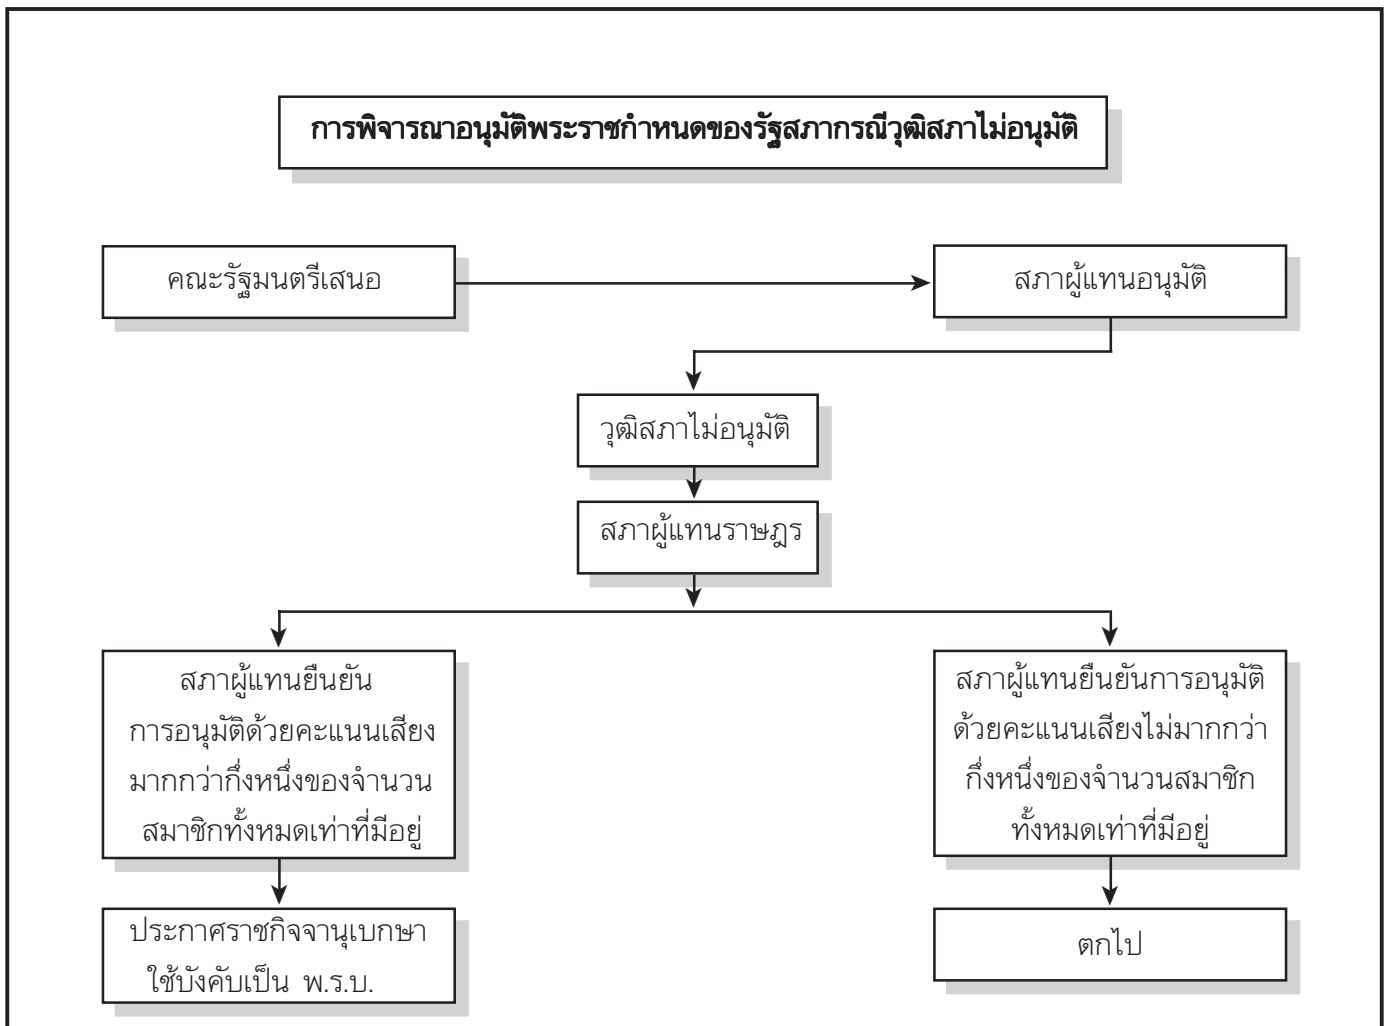 การพิจารณาอนุมัติพระราชกำหนดของรัฐสภากรณีวุฒิสภาไม่อนุมัติ
คณะรัฐมนตรีเสนอ
สภาผู้แทนอนุมัติ
วุฒิสภาไม่อนุมัติ
สภาผู้แทนราษฎร
สภาผู้แทนยืนยัน
การอนุมัติด้วยคะแนนเสียง
มากกว่ากึ่งหนึ่งของจำนวน
สมาชิกทั้งหมดเท่าที่มีอยู่
สภาผู้แทนยืนยันการอนุมัติ
ด้วยคะแนนเสียงไม่มากกว่า
กึ่งหนึ่งของจำนวนสมาชิก
ทั้งหมดเท่าที่มีอยู่
ประกาศราชกิจจานุเบกษา
ใช้บังคับเป็น พ.ร.บ.
ตกไป